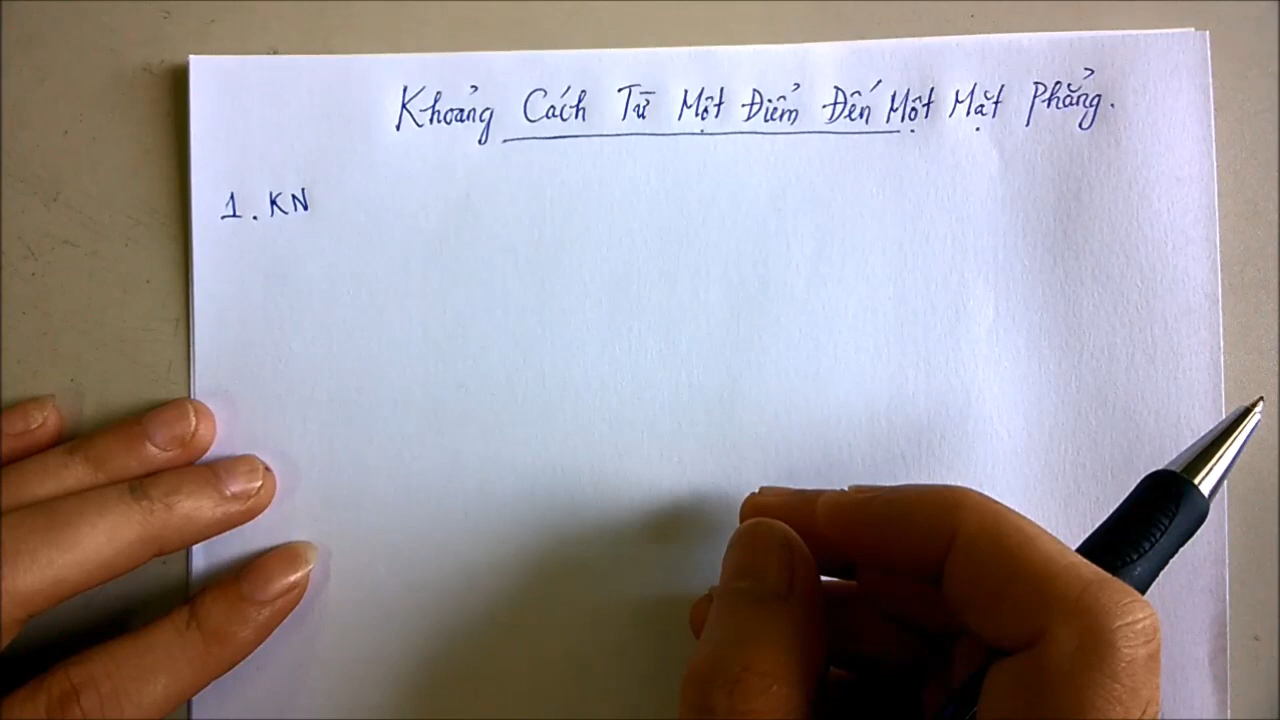 Khoảng Cách Từ Một Điểm Đến Một Mặt Phẳng.
1. KN